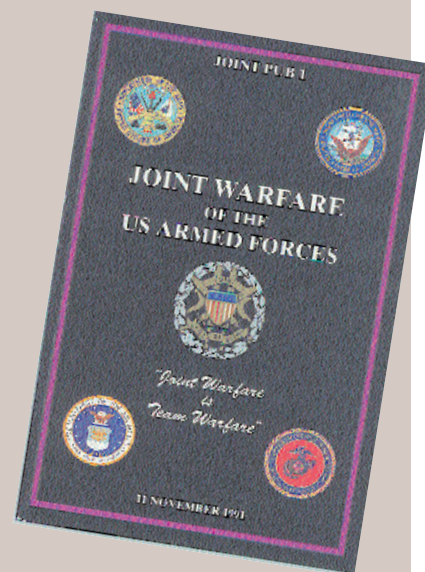 JOINT PUB 1
JOINT WARFARE
OF THE
US ARMED FORCES
"Joint Warfare
is
Team Warfare"
11 NOVEMBER 1991